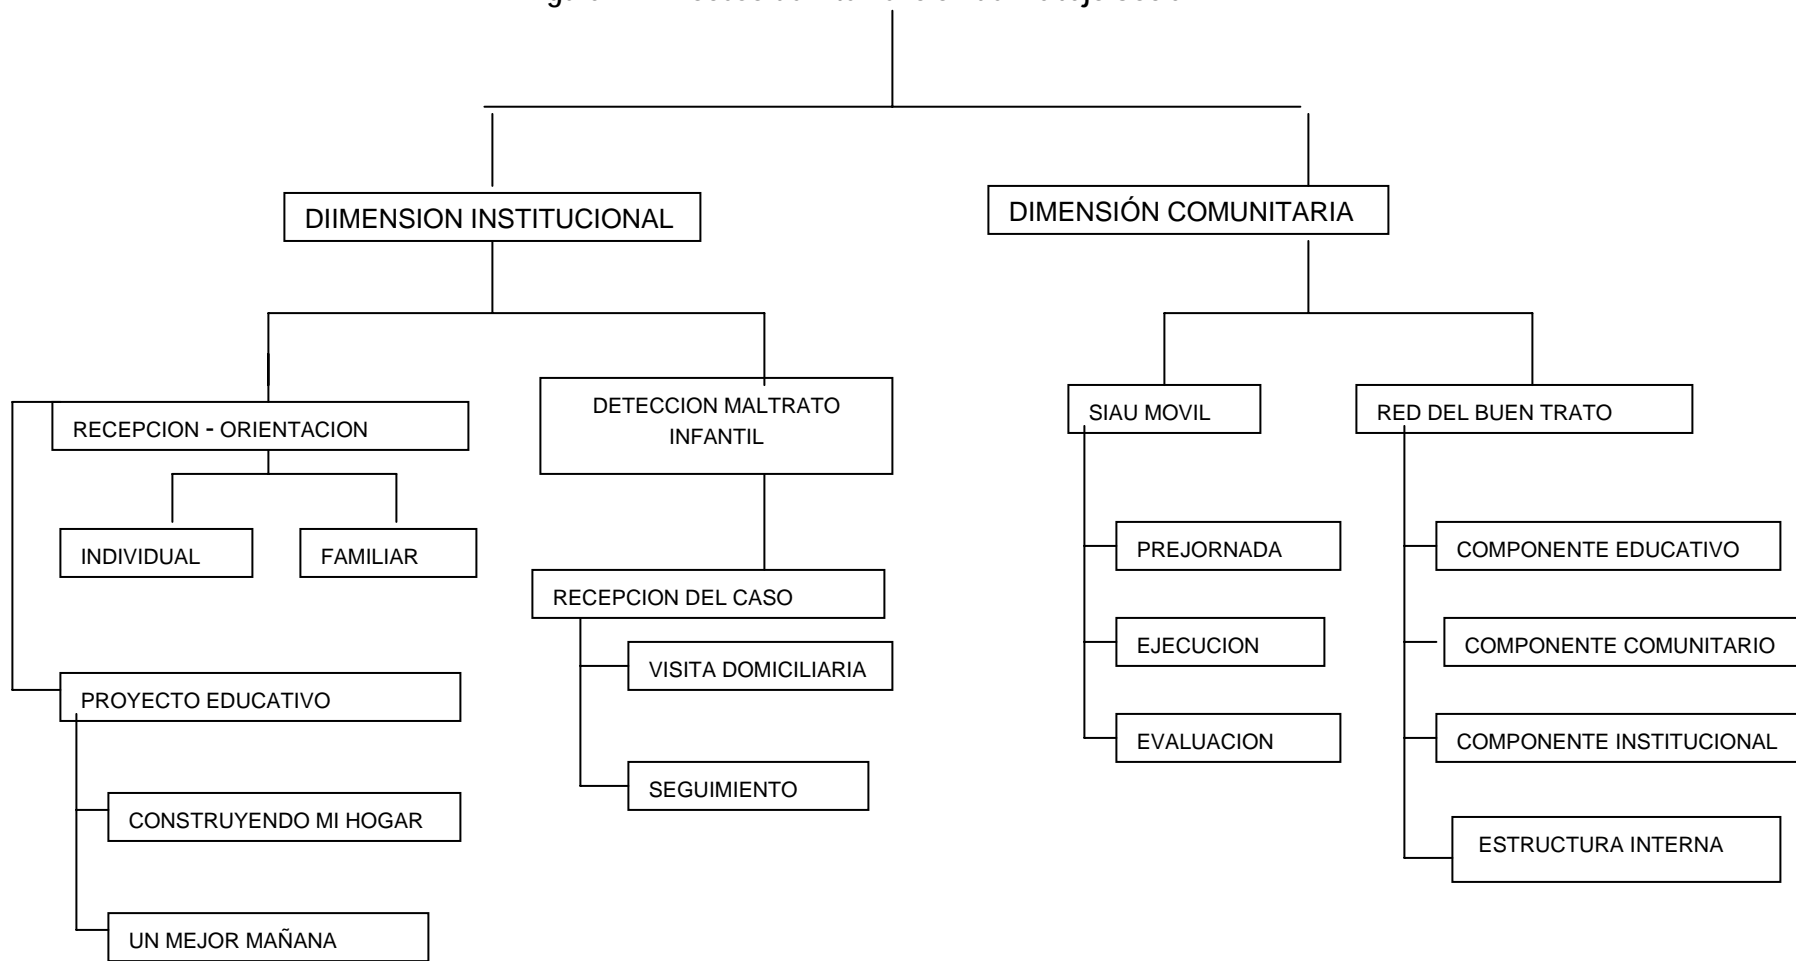 DIIMENSION INSTITUCIONAL
DIMENSIÓN COMUNITARIA
RECEPCION - ORIENTACION
DETECCION MALTRATO
INFANTIL
SIAU MOVIL
RED DEL BUEN TRATO
INDIVIDUAL
FAMILIAR
RECEPCION DEL CASO
VISITA DOMICILIARIA
SEGUIMIENTO
PROYECTO EDUCATIVO
CONSTRUYENDO MI HOGAR
UN MEJOR MAÑANA
PREJORNADA
EJECUCION
EVALUACION
COMPONENTE EDUCATIVO
COMPONENTE COMUNITARIO
COMPONENTE INSTITUCIONAL
ESTRUCTURA INTERNA